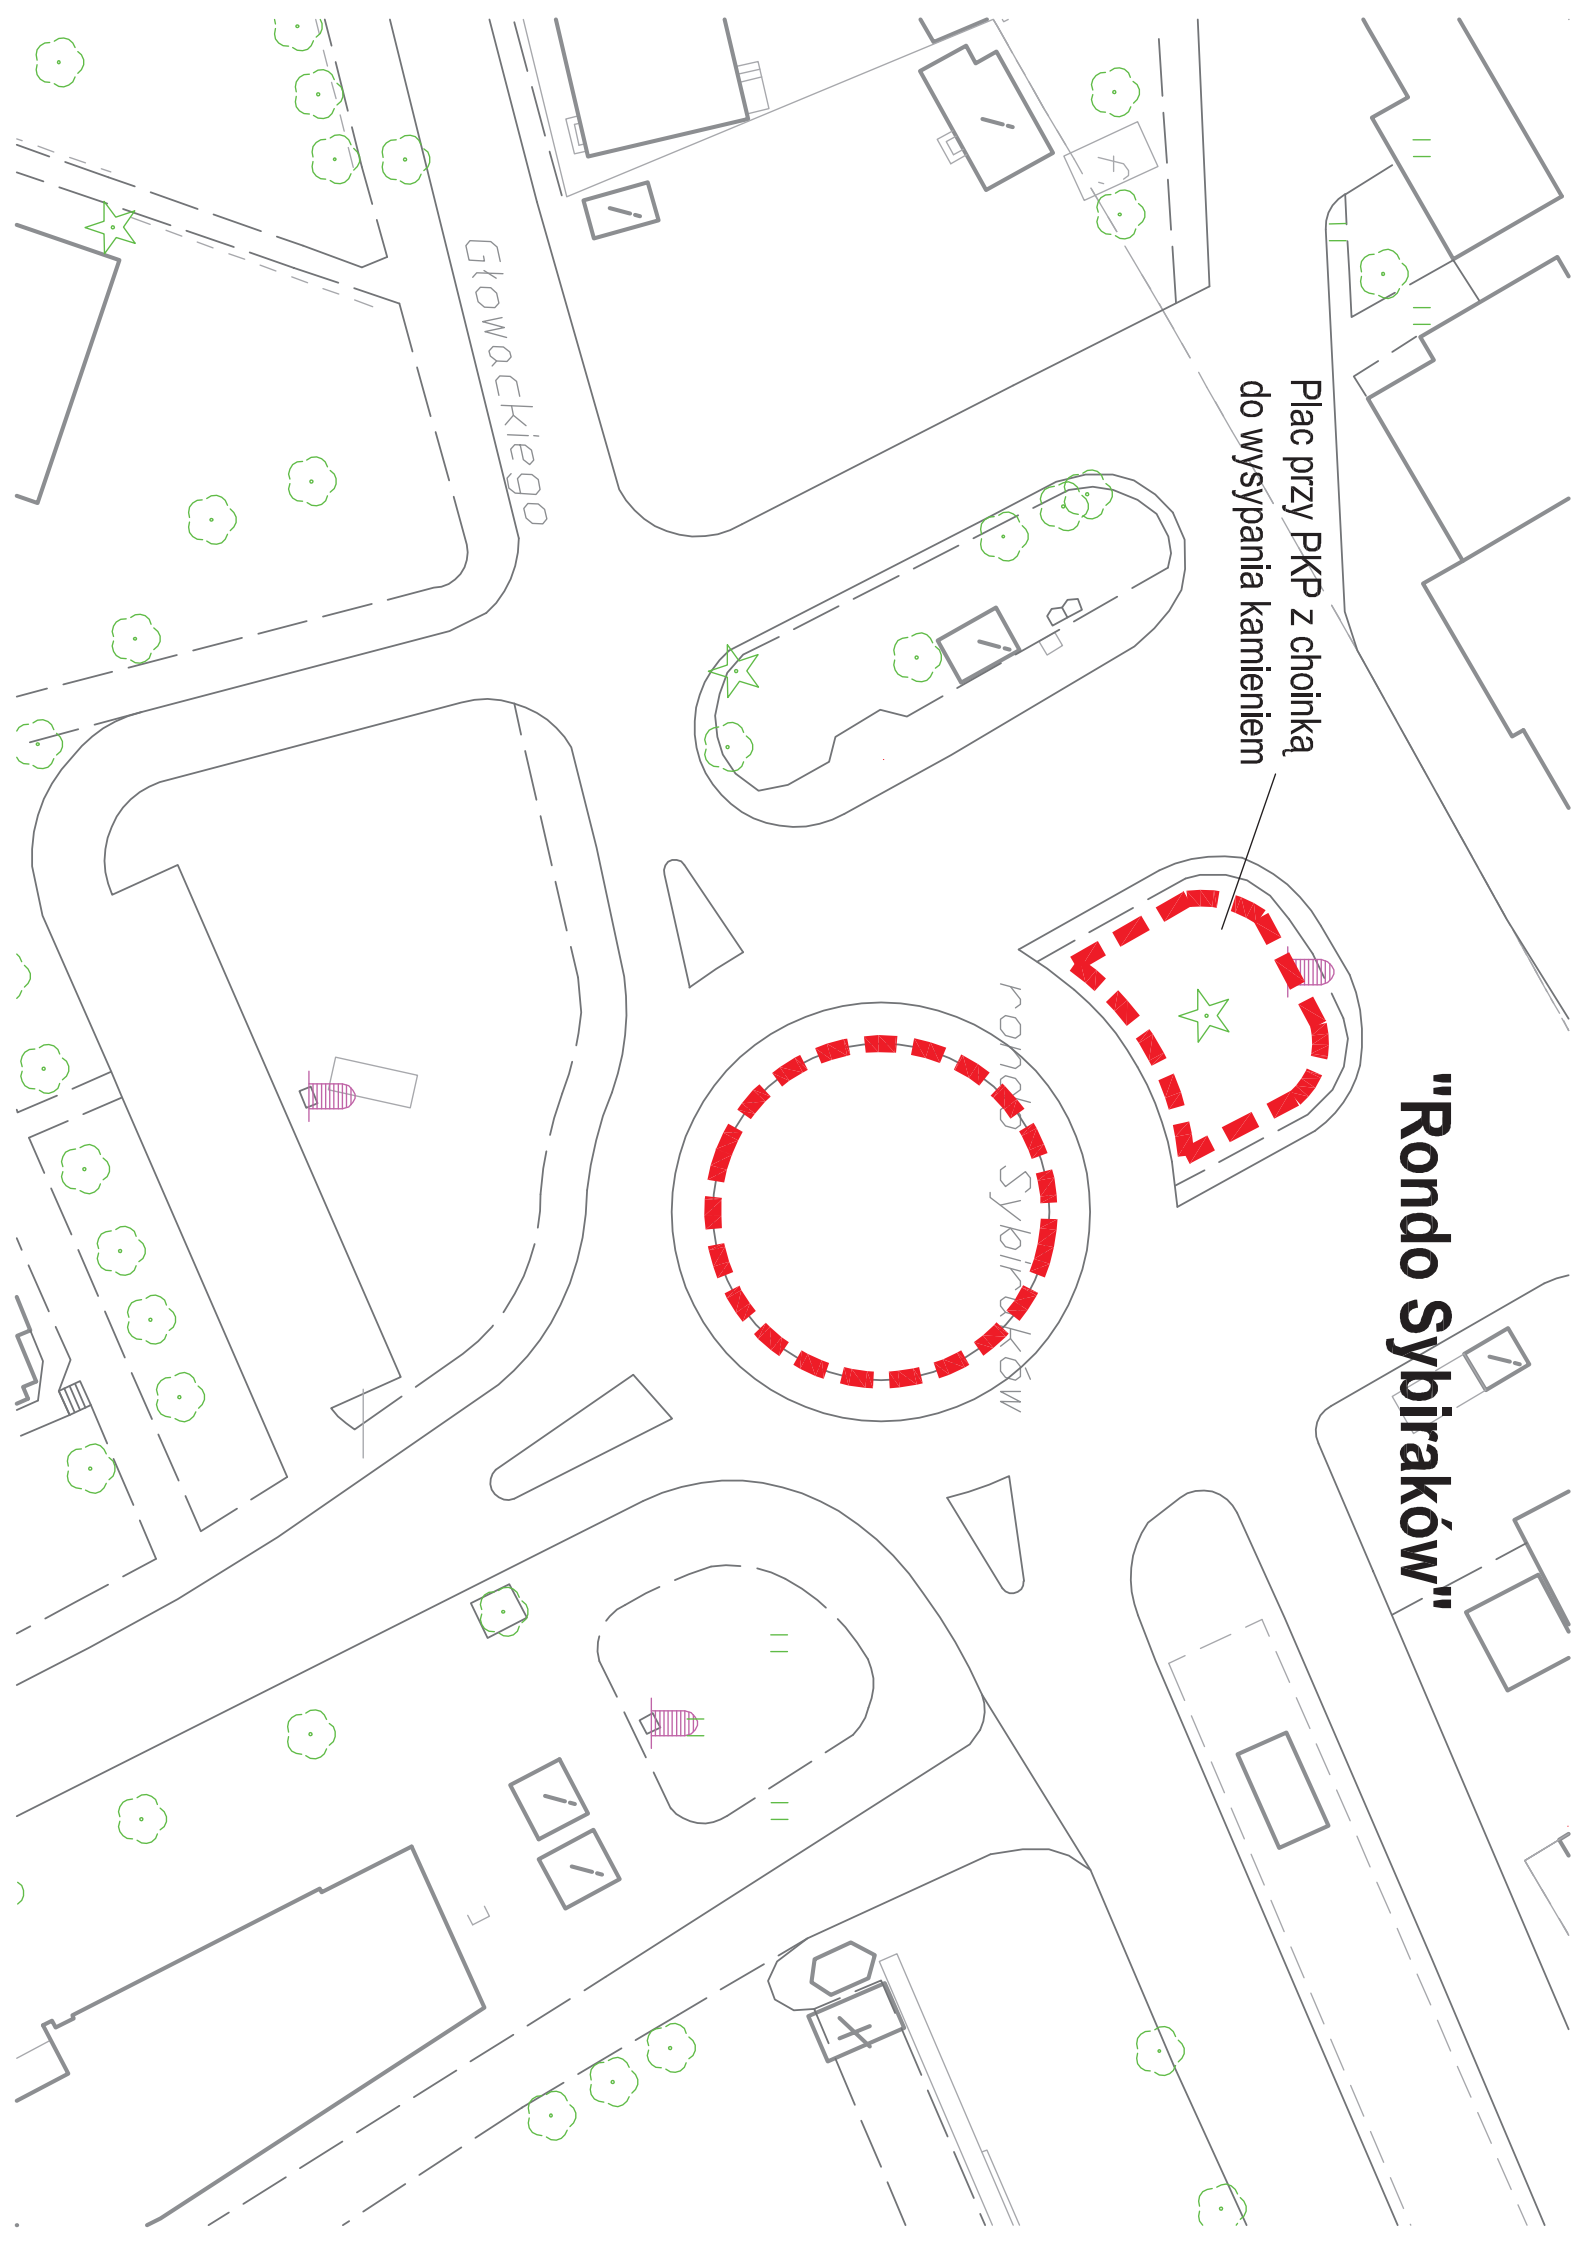 "Rondo Sybiraków"
Plac przy PKP z choinką
do wysypania kamieniem
Głowackiego
rondo Sybiraków